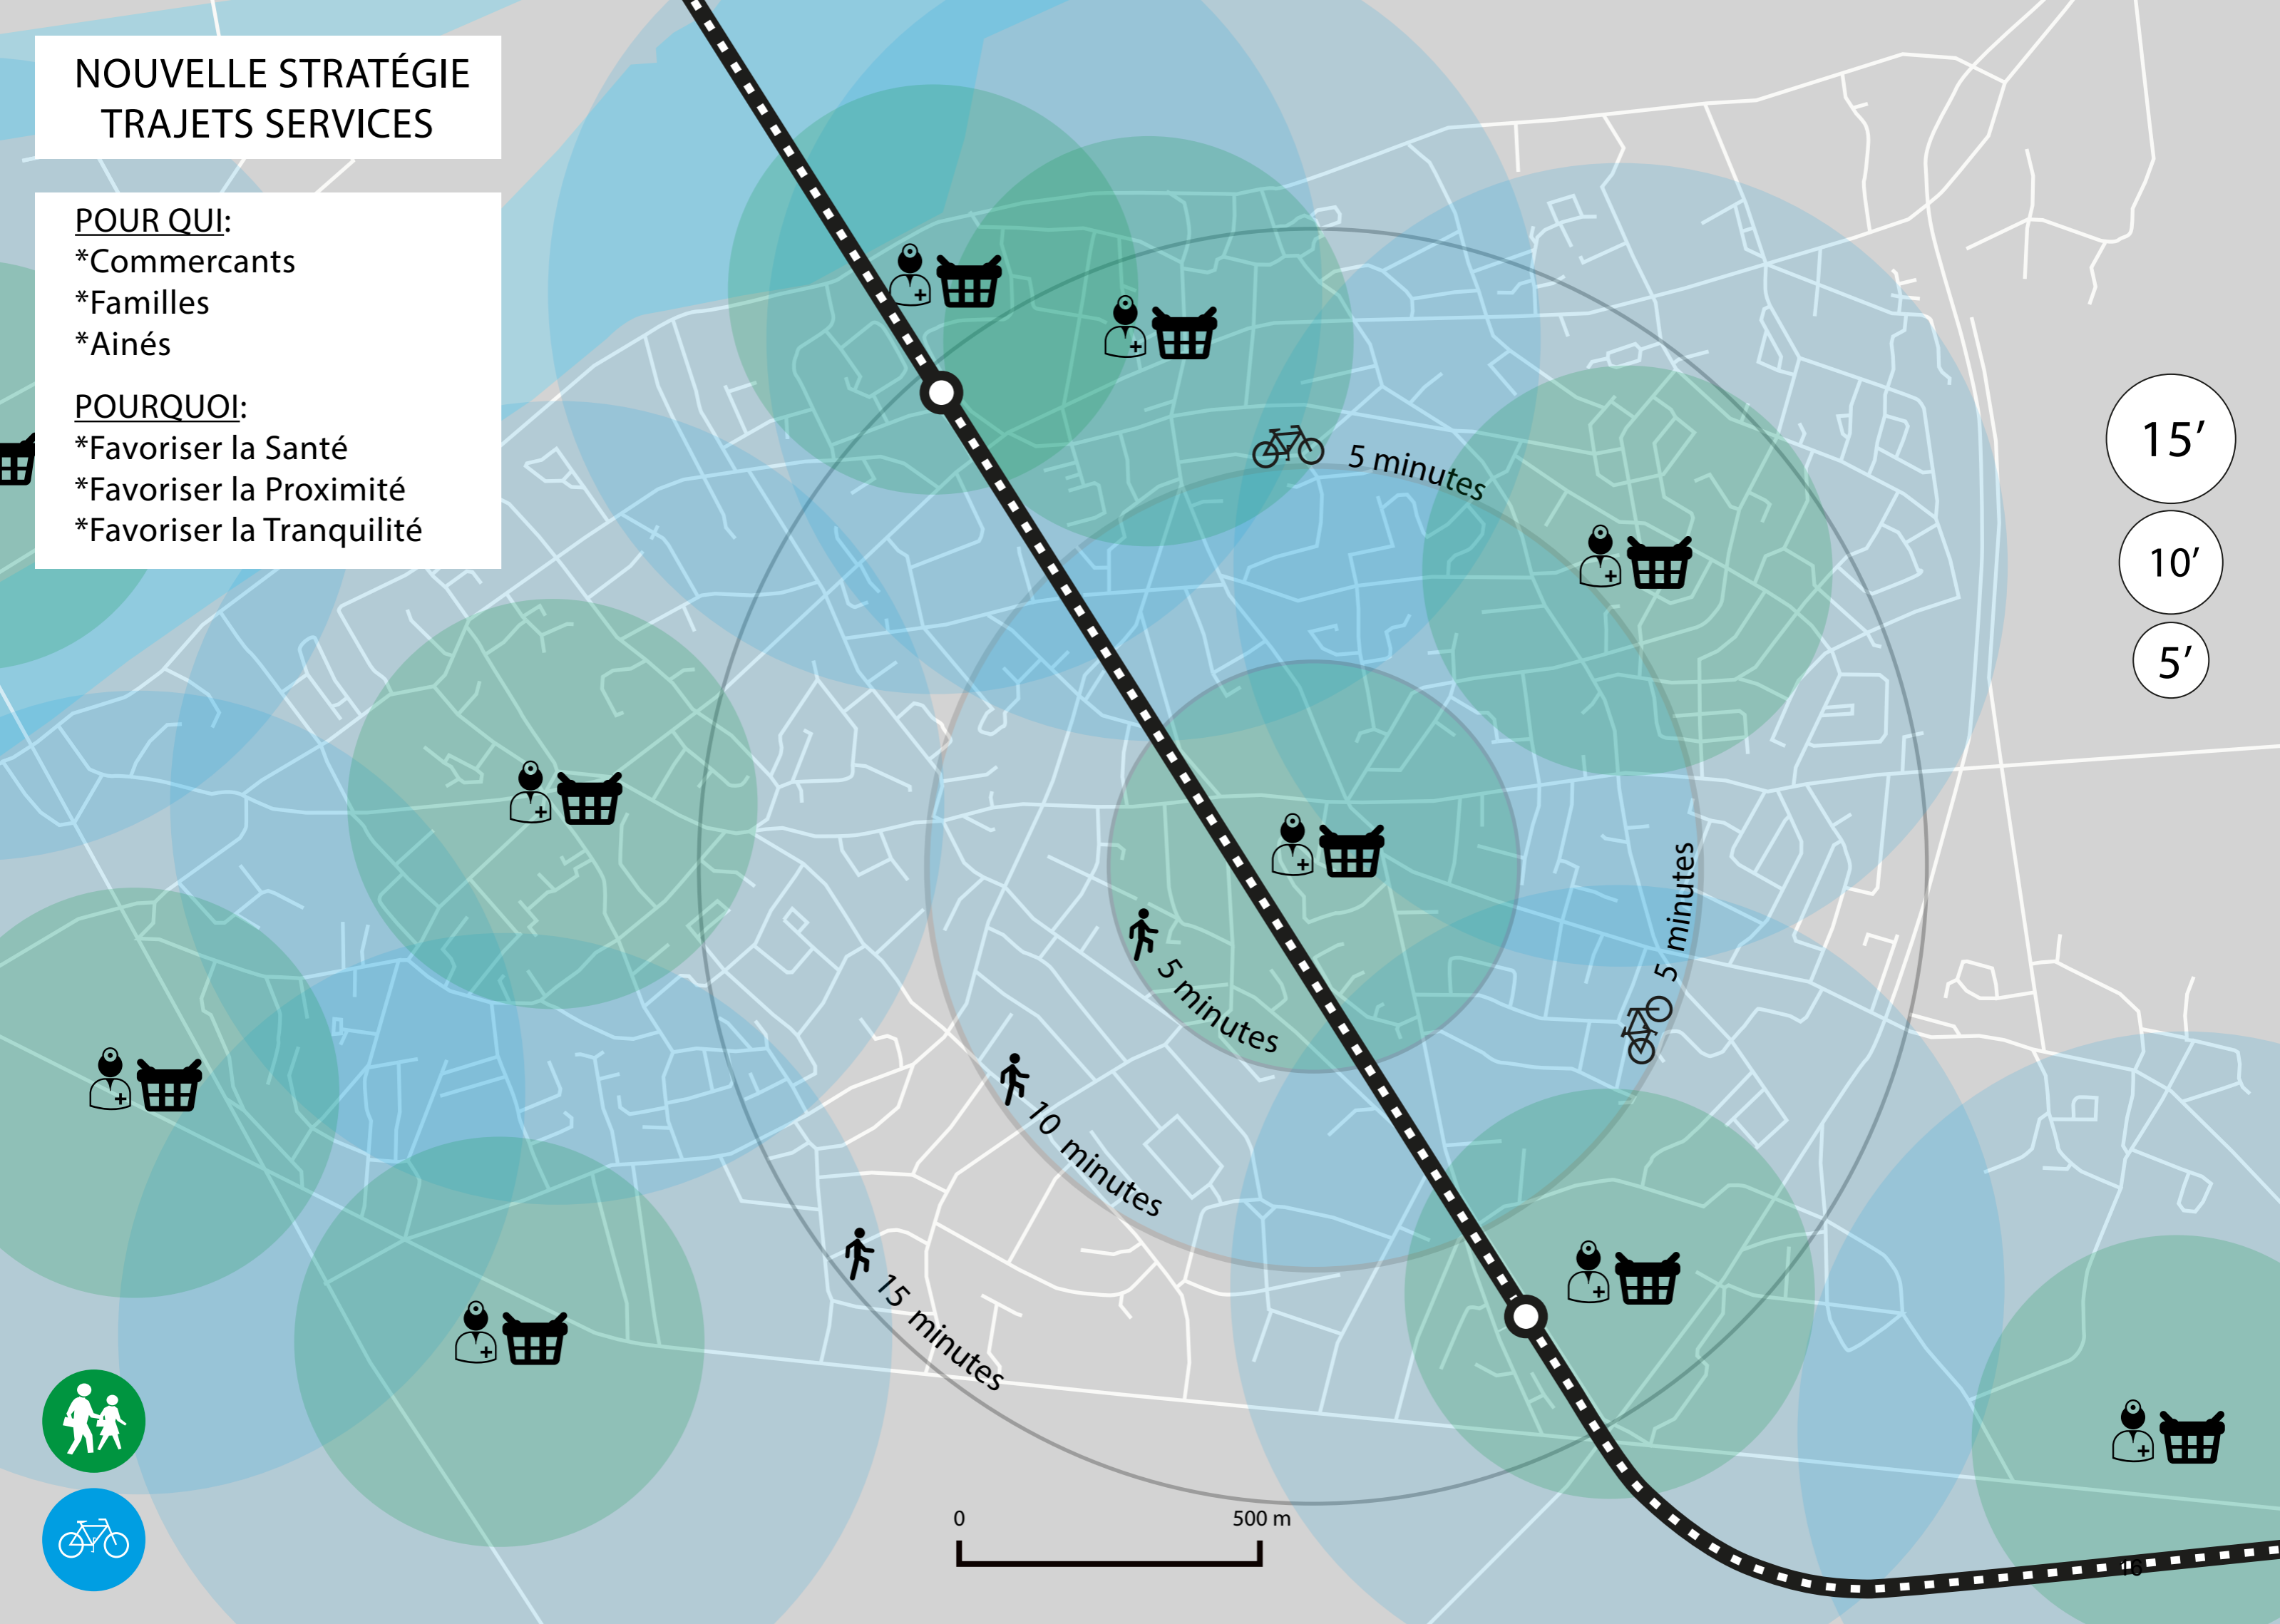 NOUVELLE STRATÉGIE
TRAJETS SERVICES
POUR QUI:
*Commercants
*Familles
*Ainés
POURQUOI:
*Favoriser la Santé
*Favoriser la Proximité
*Favoriser la Tranquilité
5 minutes
15’
10’
5’
5 minutes
5 minutes
10 minutes
15 minutes
0
500 m
16